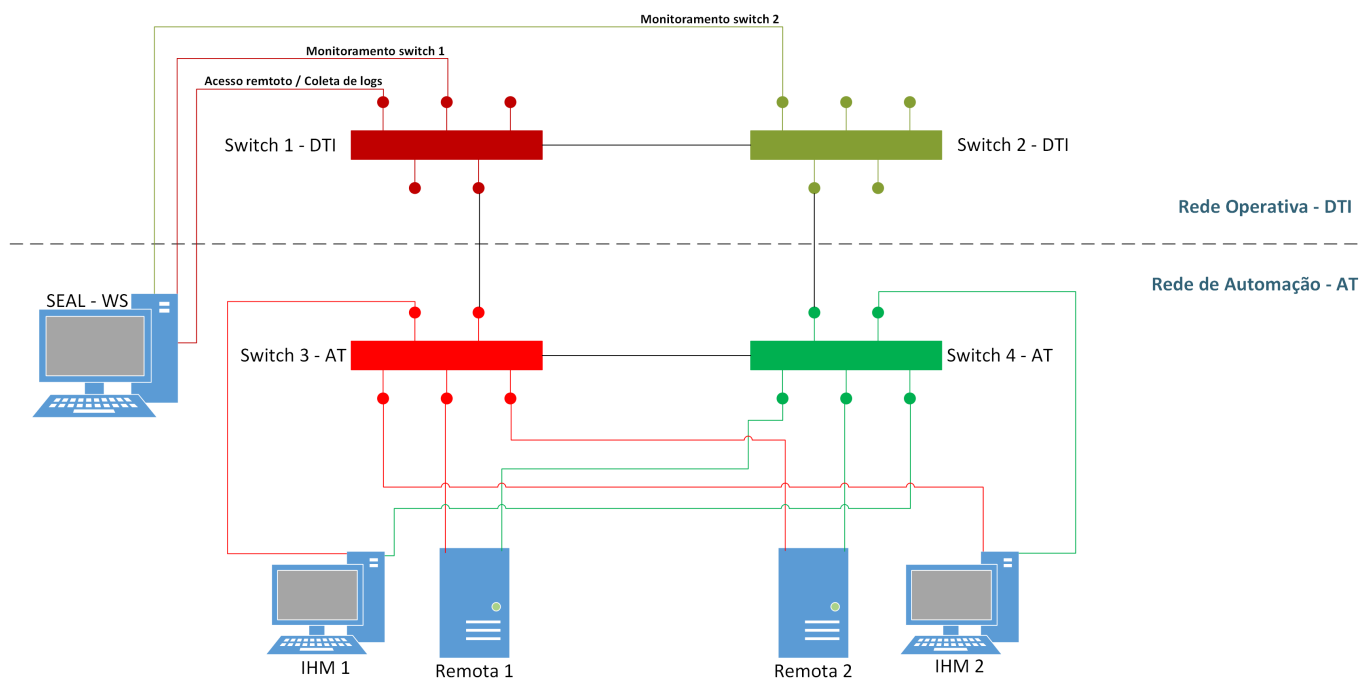 Monitoramento switch 2
Monitoramento switch 1
Acesso remtoto / Coleta de logs
Switch 1 - DTI
Switch 2 - DTI
Rede Operativa - DTI
Rede de Automação - AT
SEAL - WS
Switch 3 - AT
Switch 4 - AT
IHM 1
Remota 1
Remota 2
IHM 2